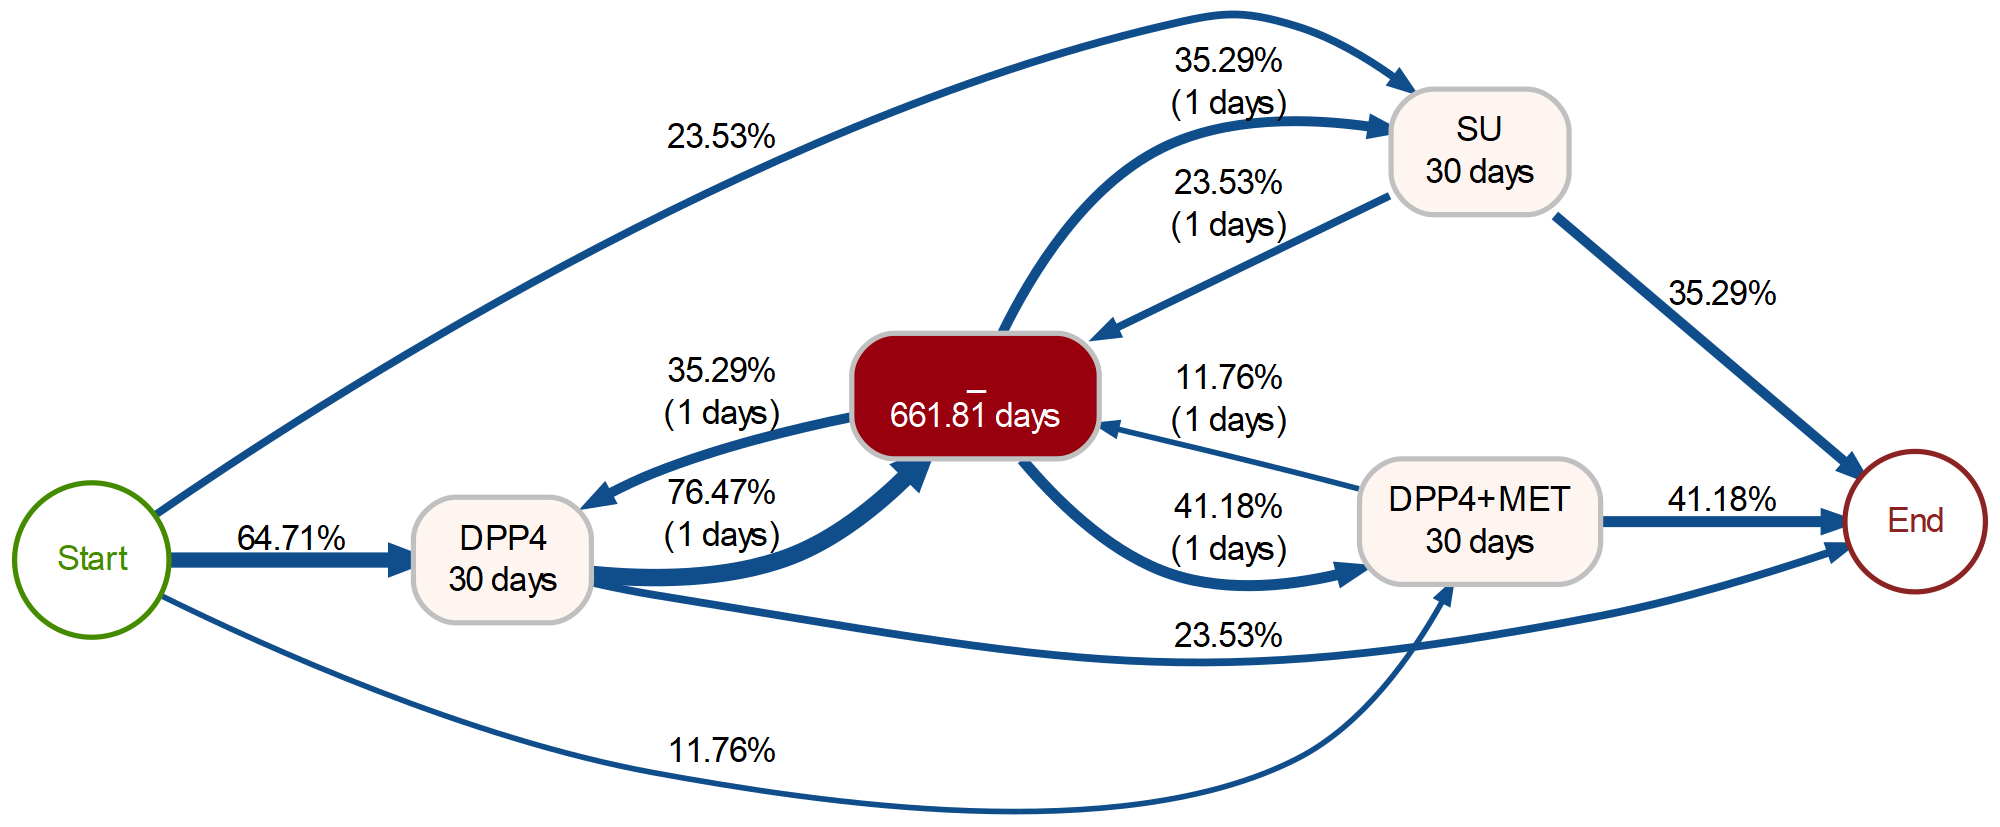 35.29%
(1 days)
23.53%
SU
30 days
23.53%
(1 days)
35.29%
35.29%
(1 days)
_
661.81 days
11.76%
(1 days)
76.47%
(1 days)
41.18%
(1 days)
DPP4+MET
30 days
41.18%
End
Start
64.71%
DPP4
30 days
23.53%
11.76%